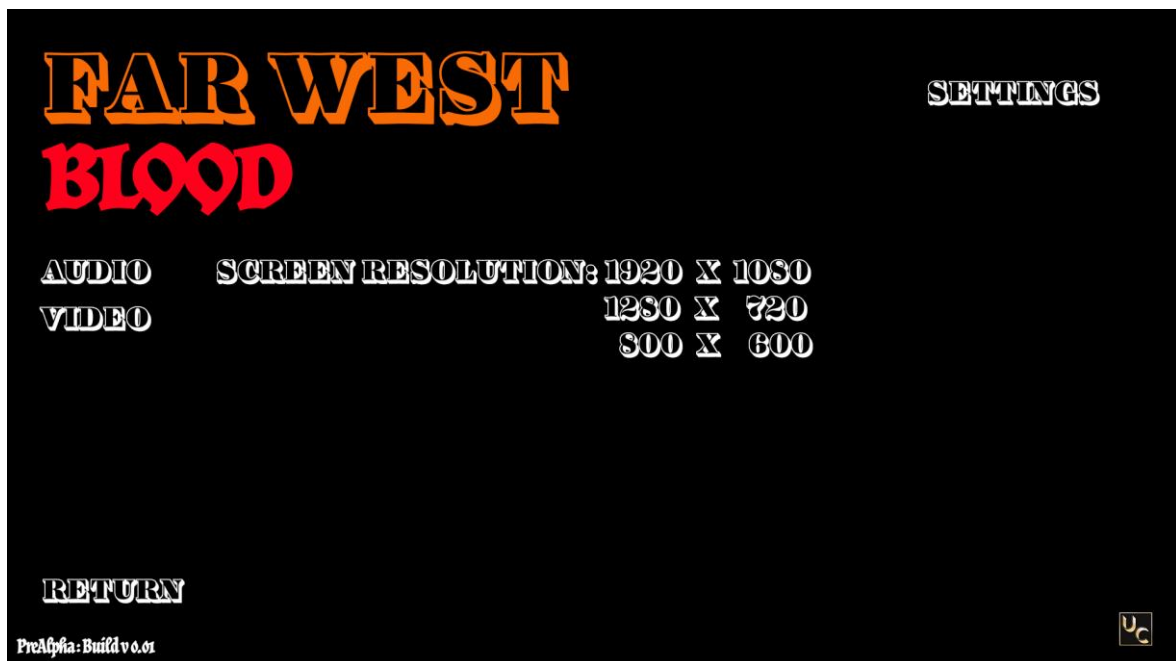 FAR WEST
BLOOD
SETTINGS
AUDIO
SCREEN RESOLUTION: 1920 X 1080
1280 X 720
800 X 600
VIDEO
RETURN
PreAlpha: Build v 0.01
UC